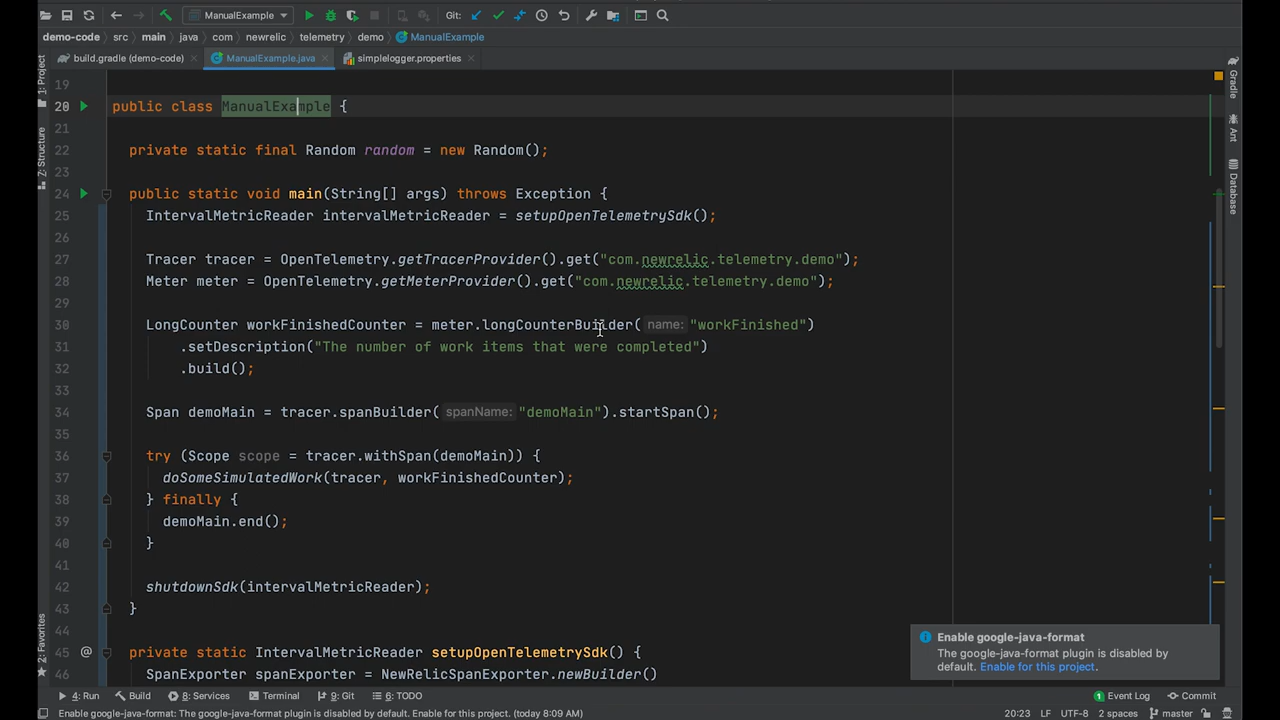 ManualExample
Git:
demo-code src main java com newrelic telemetry demo ManualExample
build.gradle (demo-code) ManualExample.java simplelogger.properties
1: Project
Z: Structure
2: Favorites
Gradle
Ant
Database
19
20 public class ManualExample {
21
22 private static final Random random = new Random();
23
24 public static void main(String[] args) throws Exception {
25 IntervalMetricReader intervalMetricReader = setupOpenTelemetrySdk();
26
27 Tracer tracer = OpenTelemetry.getTracerProvider().get("com.newrelic.telemetry.demo");
28 Meter meter = OpenTelemetry.getMeterProvider().get("com.newrelic.telemetry.demo");
29
30 LongCounter workFinishedCounter = meter.longCounterBuilder( name: "workFinished")
31 .setDescription("The number of work items that were completed")
32 .build();
33
34 Span demoMain = tracer.spanBuilder( spanName: "demoMain").startSpan();
35
36 try (Scope scope = tracer.withSpan(demoMain)) {
37 doSomeSimulatedWork(tracer, workFinishedCounter);
38 } finally {
39 demoMain.end();
40 }
41
42 shutdownSdk(intervalMetricReader);
43 }
44
45 @ private static IntervalMetricReader setupOpenTelemetrySdk() {
46 SpanExporter spanExporter = NewRelicSpanExporter.newBuilder()
Enable google-java-format
The google-java-format plugin is disabled by
default. Enable for this project.
4: Run Build 8: Services Terminal 9: Git 6: TODO 1 Event Log Commit
Enable google-java-format: The google-java-format plugin is disabled by default. Enable for this project. (today 8:09 AM) 20:23 LF UTF-8 2 spaces master